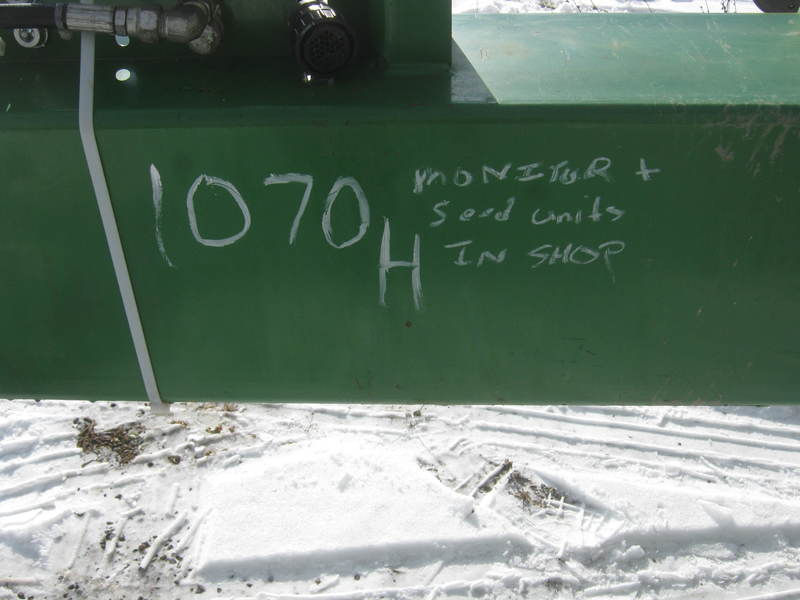 1070H
MONITOR +
Seed units
IN SHOP